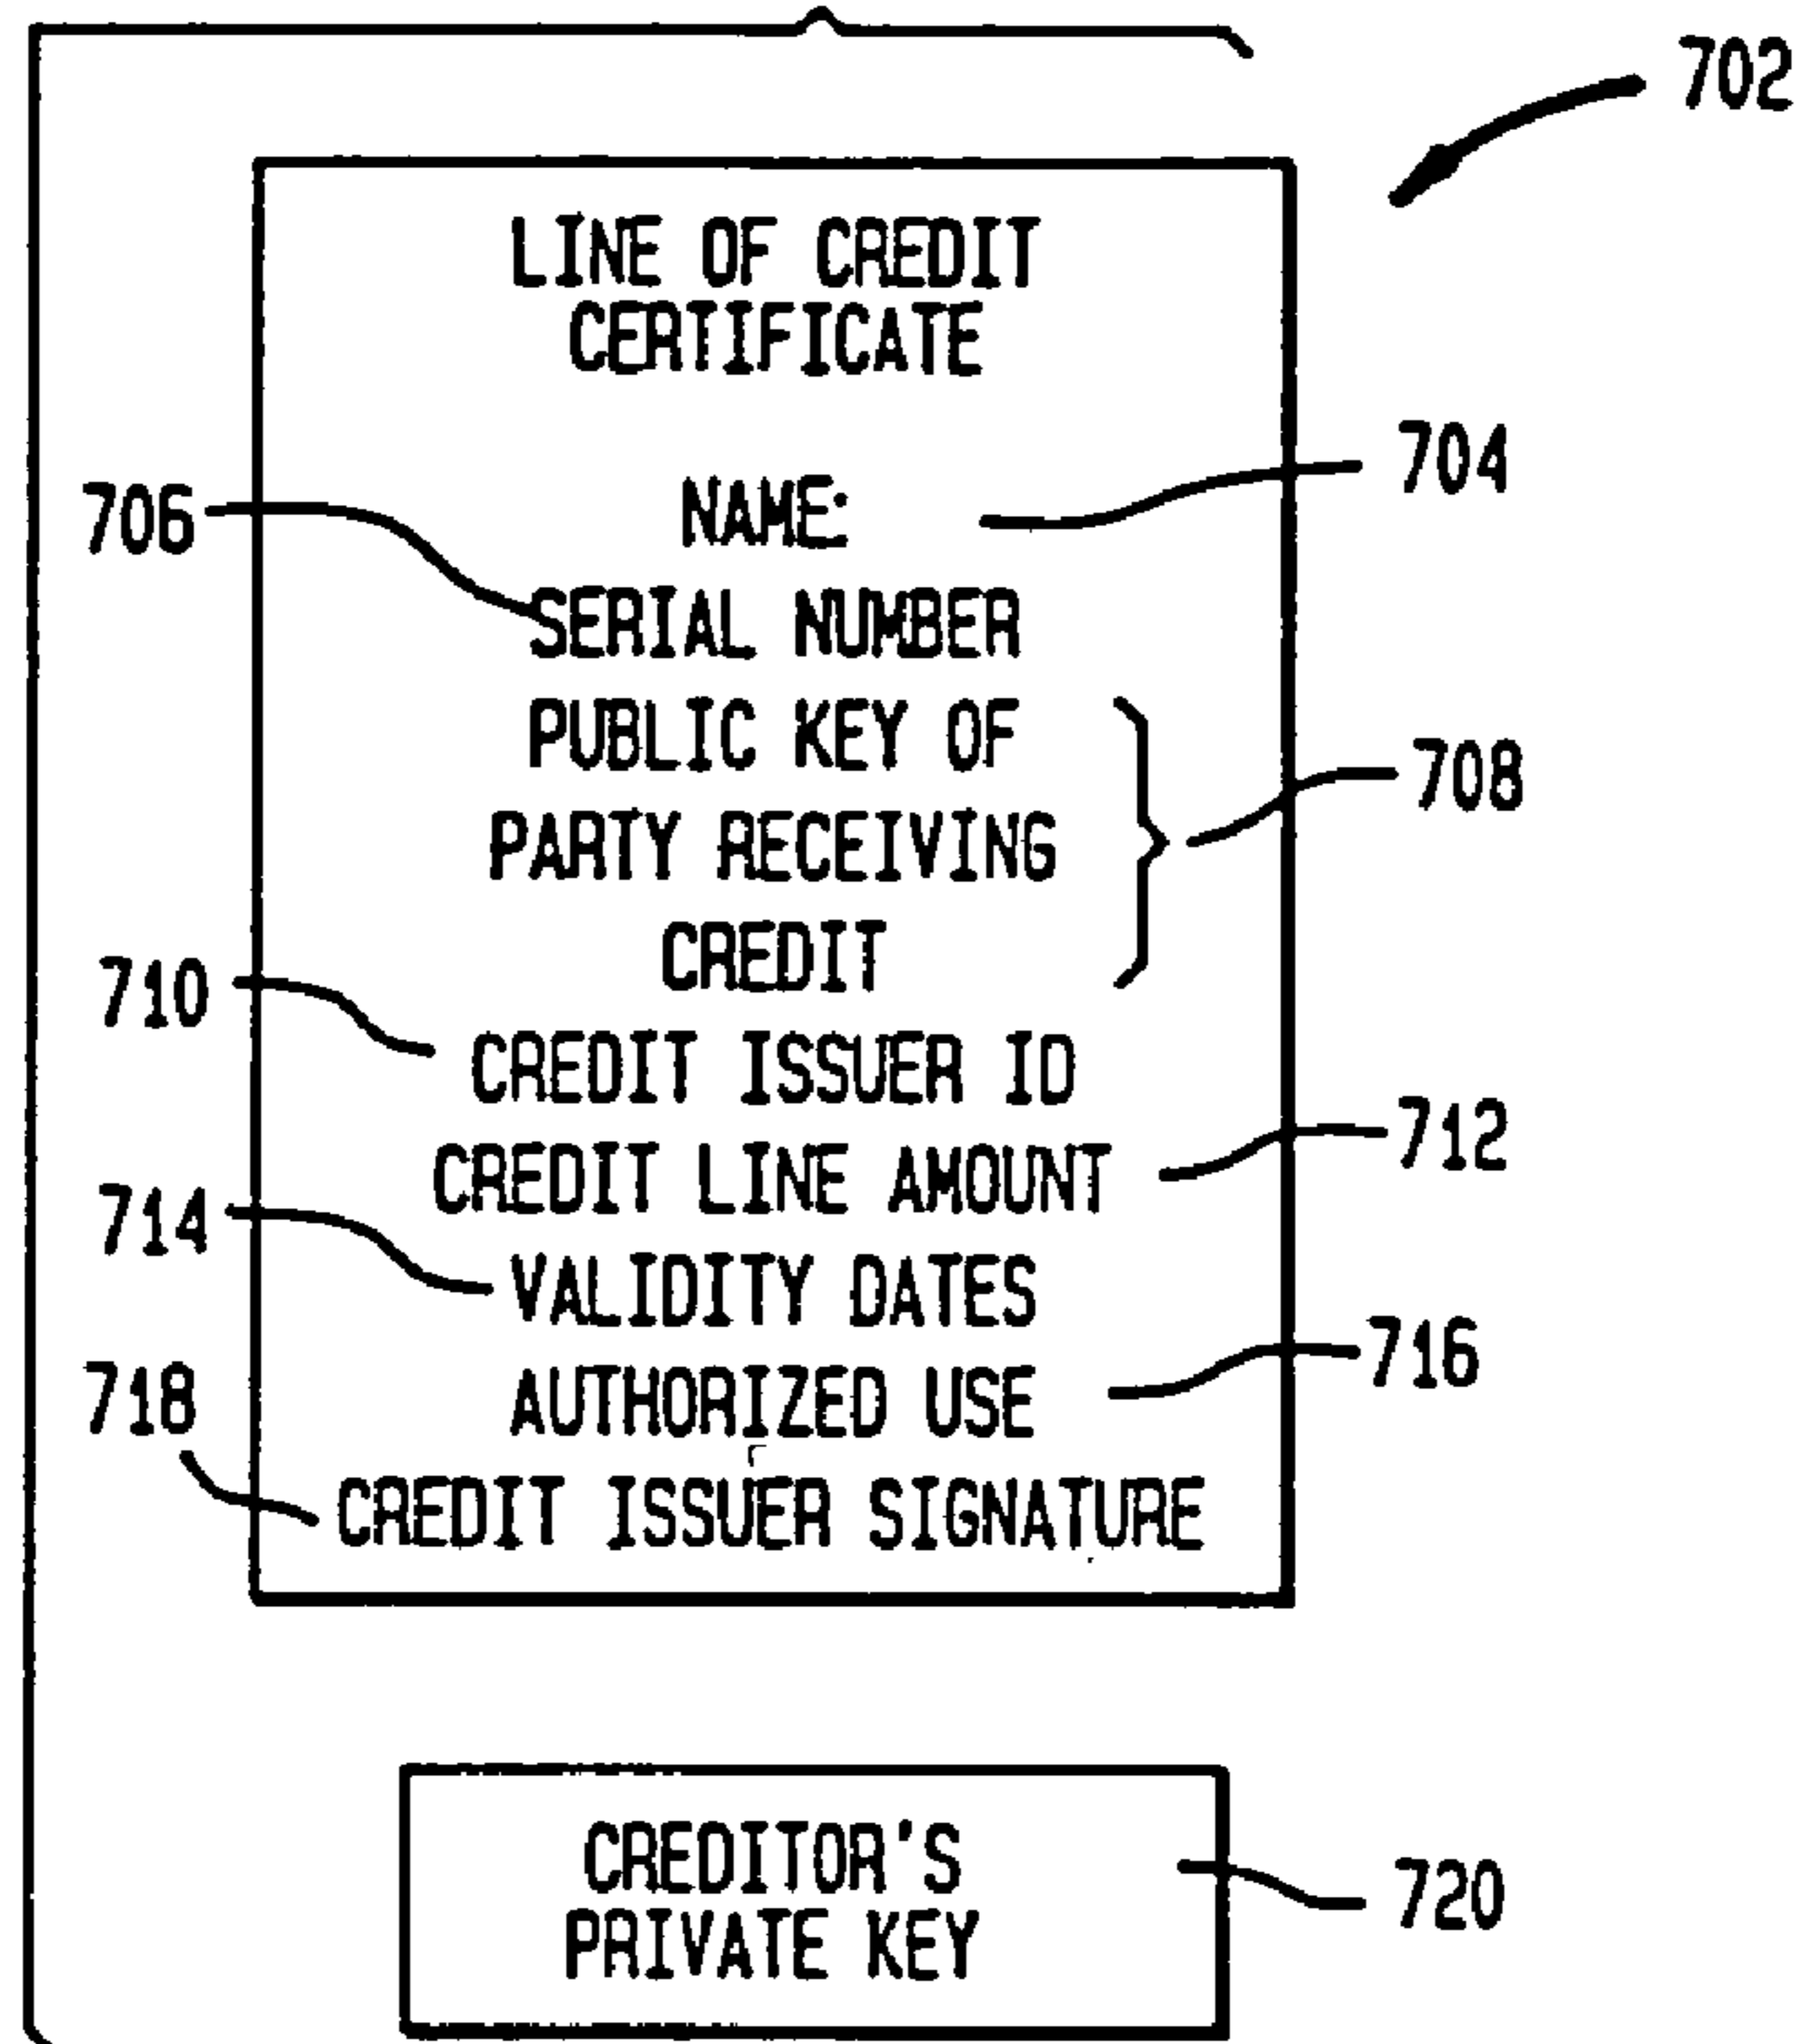 702
LINE OF CREDIT
CERTIFICATE
704
706
NAME:
SERIAL NUMBER
PUBLIC KEY OF
708
PARTY RECEIVING
CREDIT
710
CREDIT ISSUER ID
712
CREDIT LINE AMOUNT
714
VALIDITY DATES
716
AUTHORIZED USE
718
CREDIT ISSUER SIGNATURE
CREDITOR'S
720
PRIVATE KEY